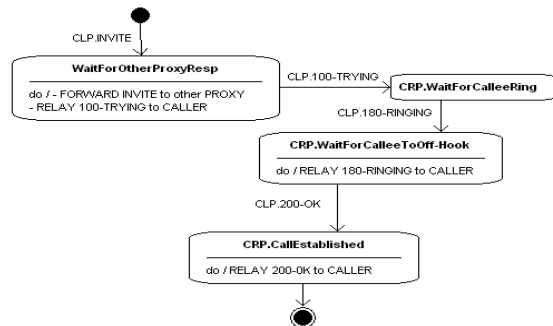 CLP.INVITE
WaitForOtherProxyResp
do / - FORWARD INVITE to other PROXY
- RELAY 100-TRYING to CALLER
CLP.100-TRYING
CRP.WaitForCalleeRing
CLP.180-RINGING
CRP.WaitForCalleeToOff-Hook
do / RELAY 180-RINGING to CALLER
CLP.200-OK
CRP.CallEstablished
do / RELAY 200-0K to CALLER